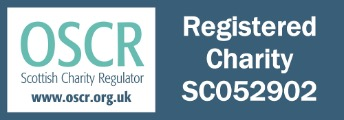 OSCR
Scottish Charity Regulator
www.oscr.org.uk
Registered
Charity
SC052902